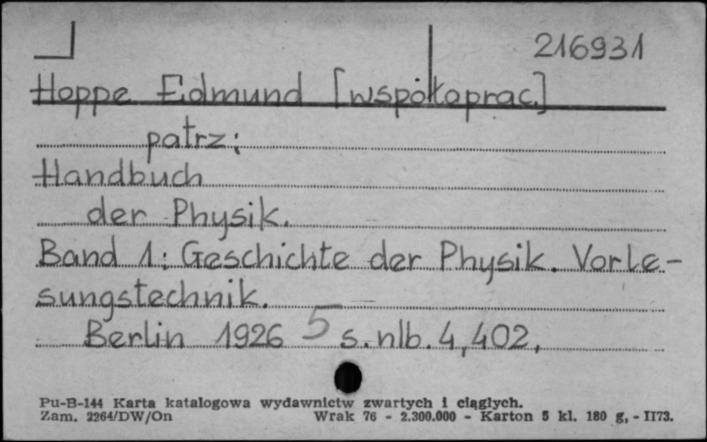 216931
Hoppe Edmund [współoprac.]
patrz:
Handbuch
der Physik.
Band 1: Geschichte der Physik. Vorle-
sungstechnik.
Berlin 1926 5 s. nlb. 4, 402,
Pu-B-144 Karta katalogowa wydawnictw zwartych i ciągłych.
Zam. 2264/DW/On Wrak 76 - 2.300.000 - Karton 5 kl. 180 g, - II73.